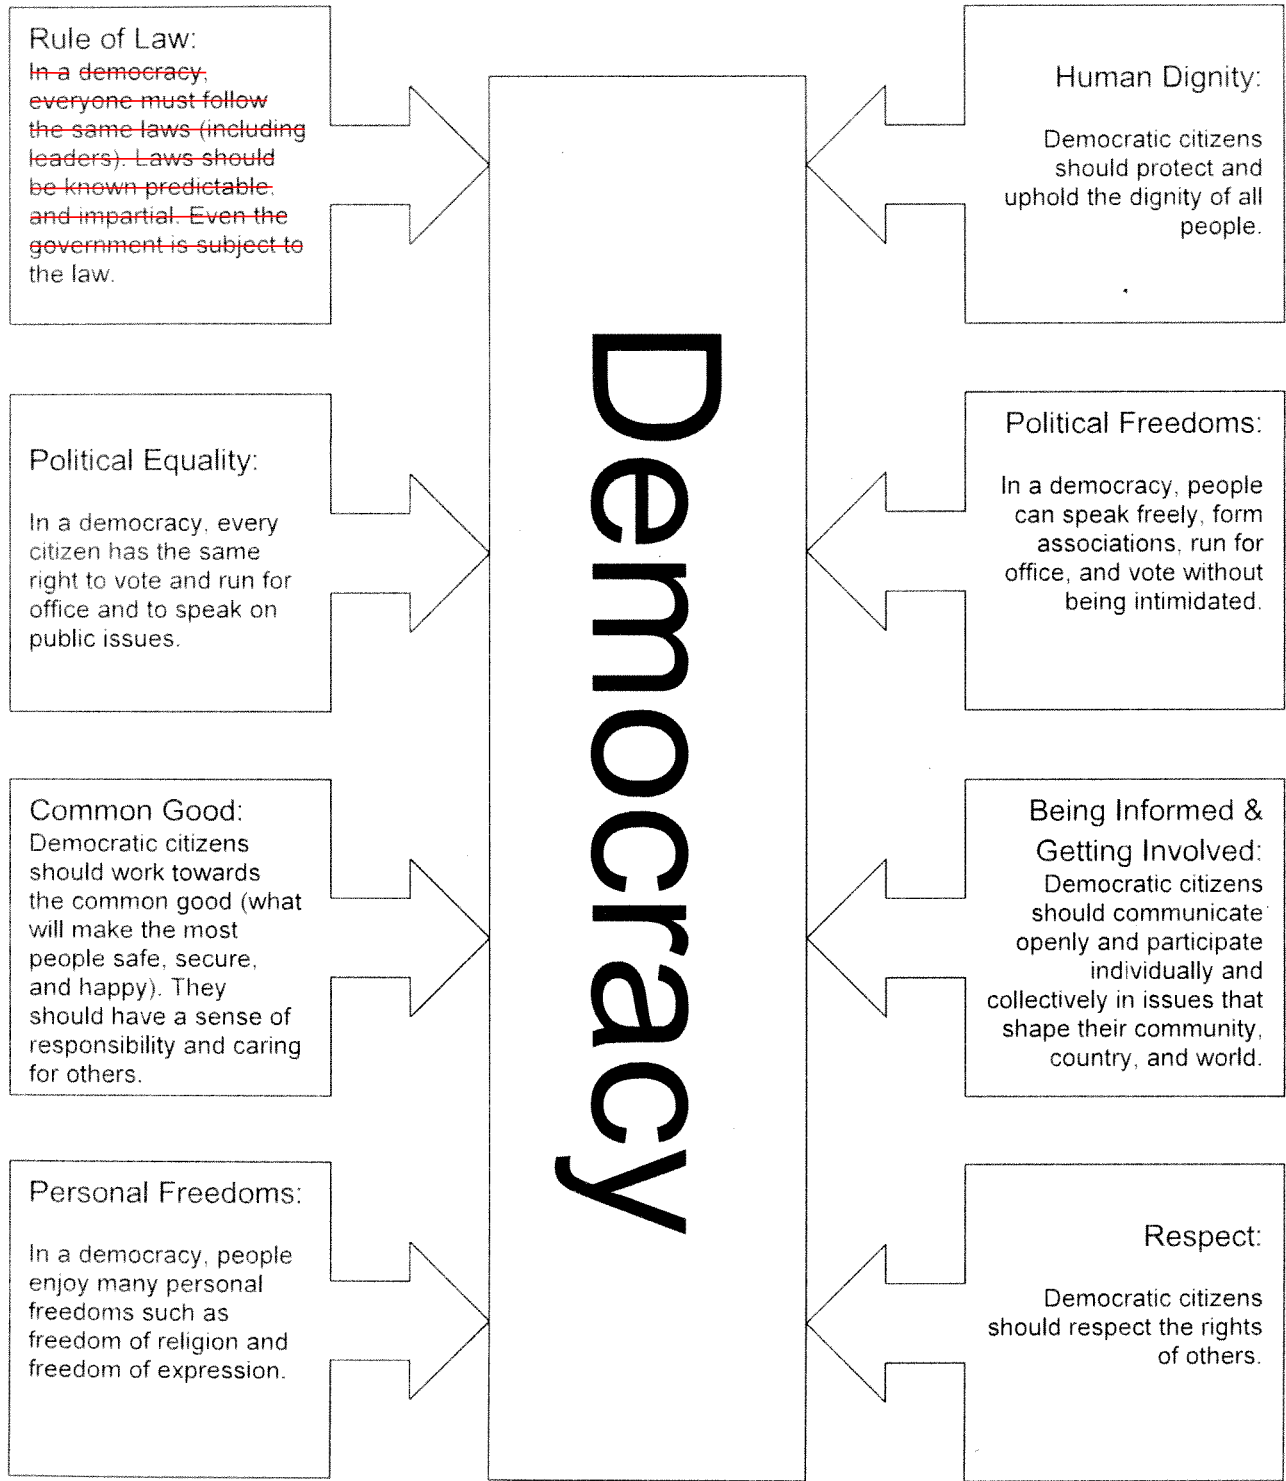 Rule of Law:
In a democracy,
everyone must follow
the same laws (including
leaders). Laws should
be known predictable,
and impartial. Even the
government is subject to
the law.
Political Equality:
In a democracy, every
citizen has the same
right to vote and run for
office and to speak on
public issues.
Common Good:
Democratic citizens
should work towards
the common good (what
will make the most
people safe, secure,
and happy). They
should have a sense of
responsibility and caring
for others.
Personal Freedoms:
In a democracy, people
enjoy many personal
freedoms such as
freedom of religion and
freedom of expression.
Democracy
Human Dignity:
Democratic citizens
should protect and
uphold the dignity of all
people.
Political Freedoms:
In a democracy, people
can speak freely, form
associations, run for
office, and vote without
being intimidated.
Being Informed &
Getting Involved:
Democratic citizens
should communicate
openly and participate
individually and
collectively in issues that
shape their community,
country, and world.
Respect:
Democratic citizens
should respect the rights
of others.